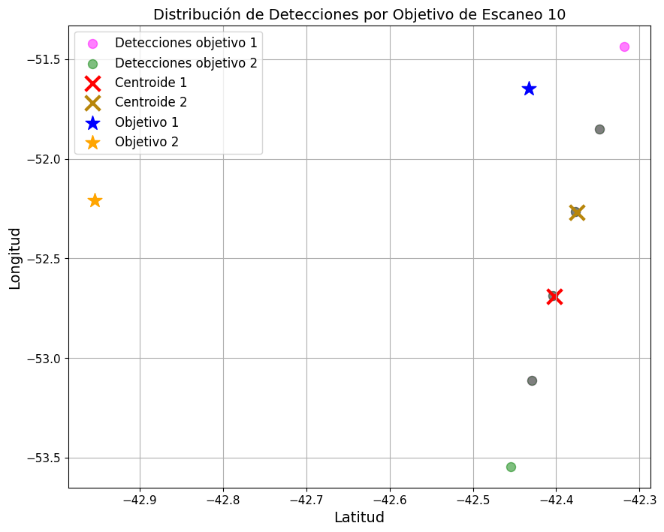 Distribución de Detecciones por Objetivo de Escaneo 10
Detecciones objetivo 1
Detecciones objetivo 2
Centroide 1
Centroide 2
Objetivo 1
Objetivo 2
Longitud
−51.5
−52.0
−52.5
−53.0
−53.5
−42.9
−42.8
−42.7
−42.6
−42.5
−42.4
−42.3
Latitud